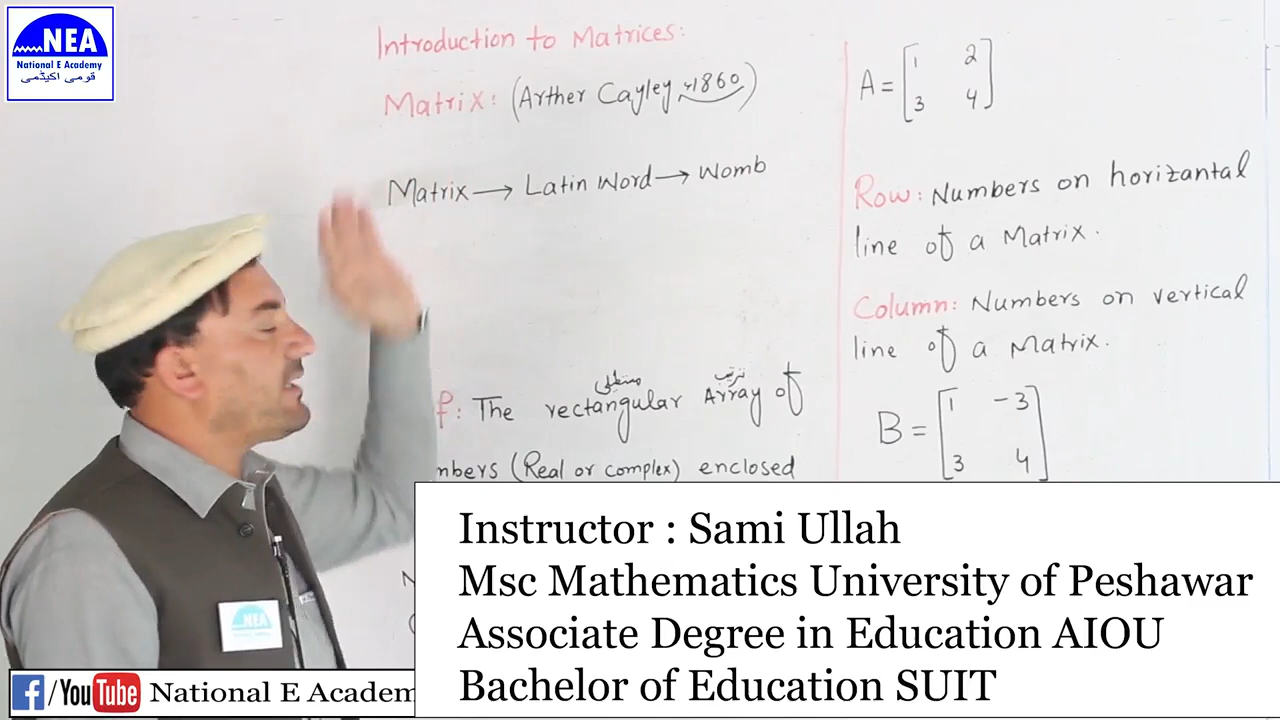 NEA
National E Academy
قومی اکیڈمی
Introduction to Matrices:
Matrix: (Arther Cayley 1860)
Matrix → Latin Word → Womb
منتطیلی ترتیب
f: The rectangular Array of
mbers (Real or complex) enclosed
A = [1 2
3 4]
Row: Numbers on horizantal
line of a Matrix.
Column: Numbers on vertical
line of a Matrix.
B = [1 -3
3 4]
NEA
f/YouTube National E Academ
Instructor : Sami Ullah
Msc Mathematics University of Peshawar
Associate Degree in Education AIOU
Bachelor of Education SUIT